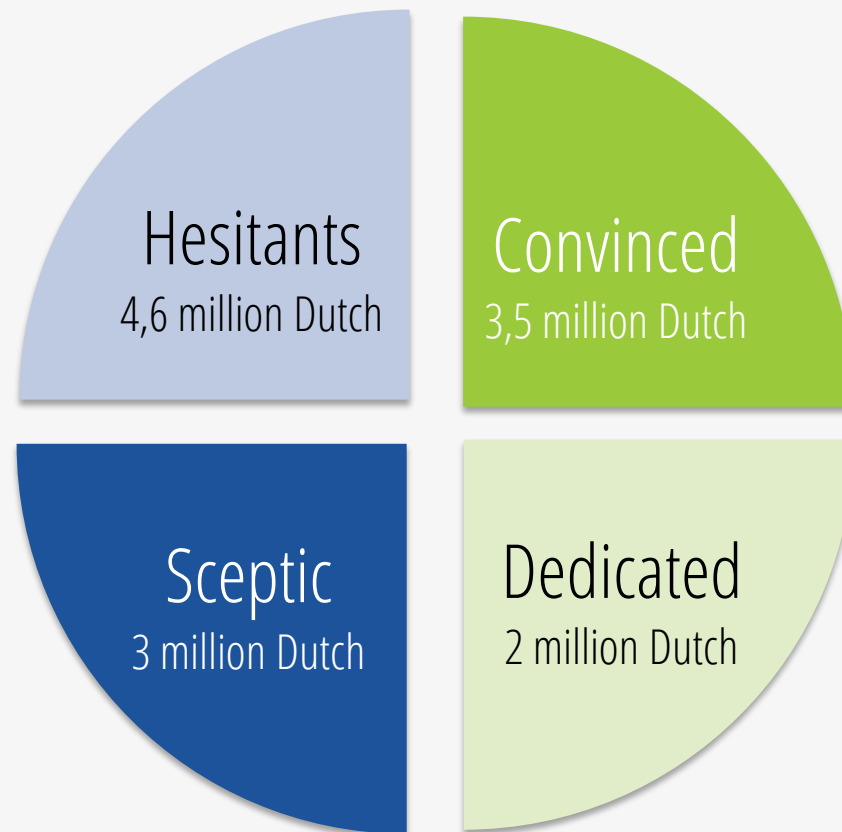 Hesitants
4,6 million Dutch
Convinced
3,5 million Dutch
Sceptic
3 million Dutch
Dedicated
2 million Dutch